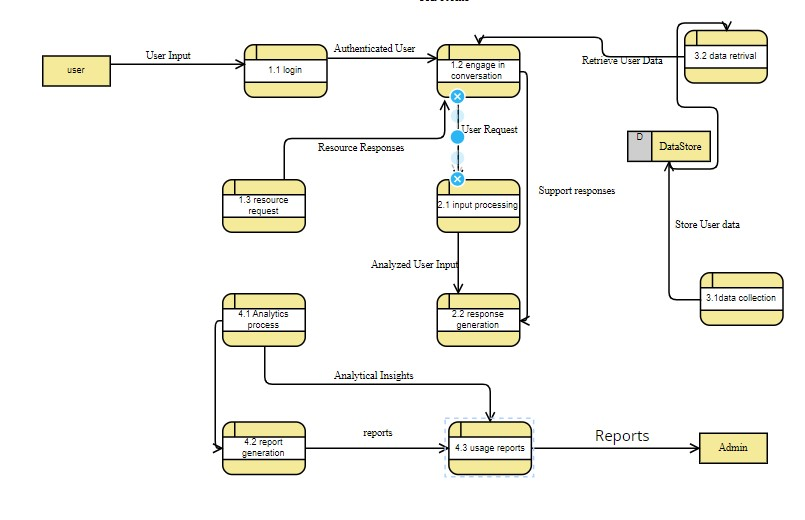 User Input
Authenticated User
user
1.1 login
1.2 engage in
conversation
Retrieve User Data
3.2 data retrival
User Request
Resource Responses
D
DataStore
Support responses
1.3 resource
request
2.1 input processing
Store User data
Analyzed User Input
3.1data collection
4.1 Analytics
process
2.2 response
generation
Analytical Insights
reports
Reports
4.2 report
generation
4.3 usage reports
Admin